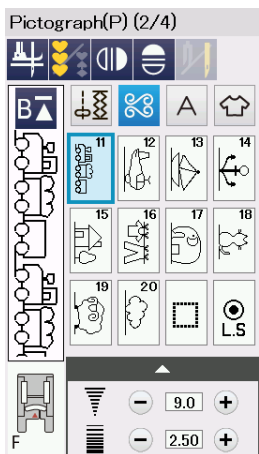 Pictograph(P) (2/4)
B A
11 12 13 14
15 16 17 18
19 20 L.S
F
− 9.0 +
− 2.50 +